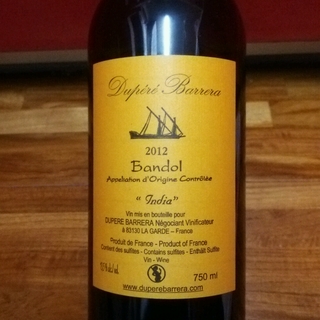 Dupéré Barrera
2012
Bandol
Appellation d'Origine Contrôlée
"India"
Vin mis en bouteille pour
DUPERE BARRERA Négociant Vinificateur
à 83130 LA GARDE - France
Produit de France - Product of France
Contient des sulfites - Contains sulfites - Enthält Sulfite
Vin - Wine
750 ml
www.duperebarrera.com